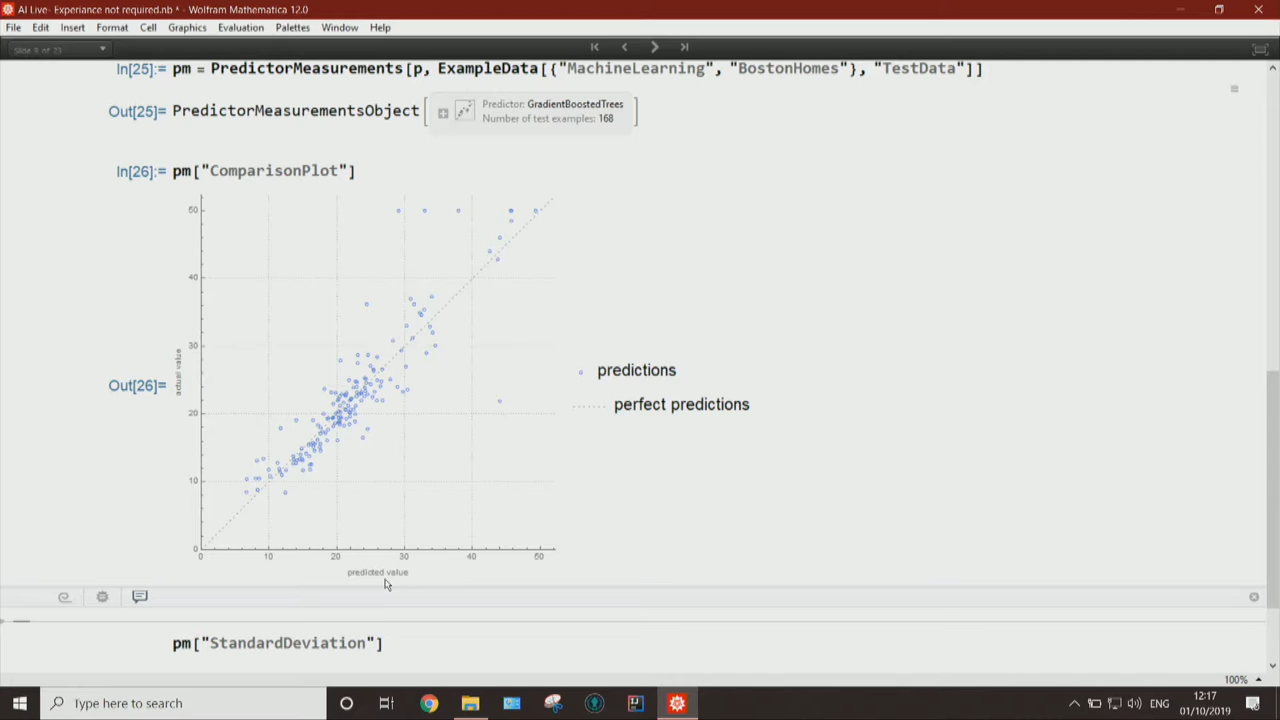 AI Live- Experiance not required.nb * - Wolfram Mathematica 12.0
File Edit Insert Format Cell Graphics Evaluation Palettes Window Help
Slide 9 of 23
In[25]:= pm = PredictorMeasurements[p, ExampleData[{"MachineLearning", "BostonHomes"}, "TestData"]]
Out[25]= PredictorMeasurementsObject[
Predictor: GradientBoostedTrees
Number of test examples: 168
]
In[26]:= pm["ComparisonPlot"]
50
40
30
20
10
0
actual value
0 10 20 30 40 50
predicted value
Out[26]=
predictions
perfect predictions
pm["StandardDeviation"]
100%
Type here to search
ENG
12:17
01/10/2019